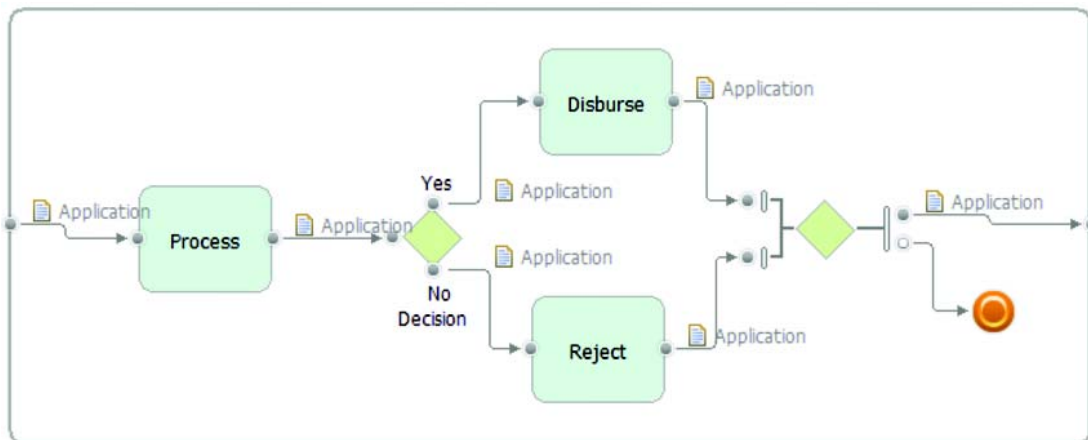 Disburse
Application
Application
Yes
Application
Application
Application
Process
Application
Application
No
Decision
Reject
Application